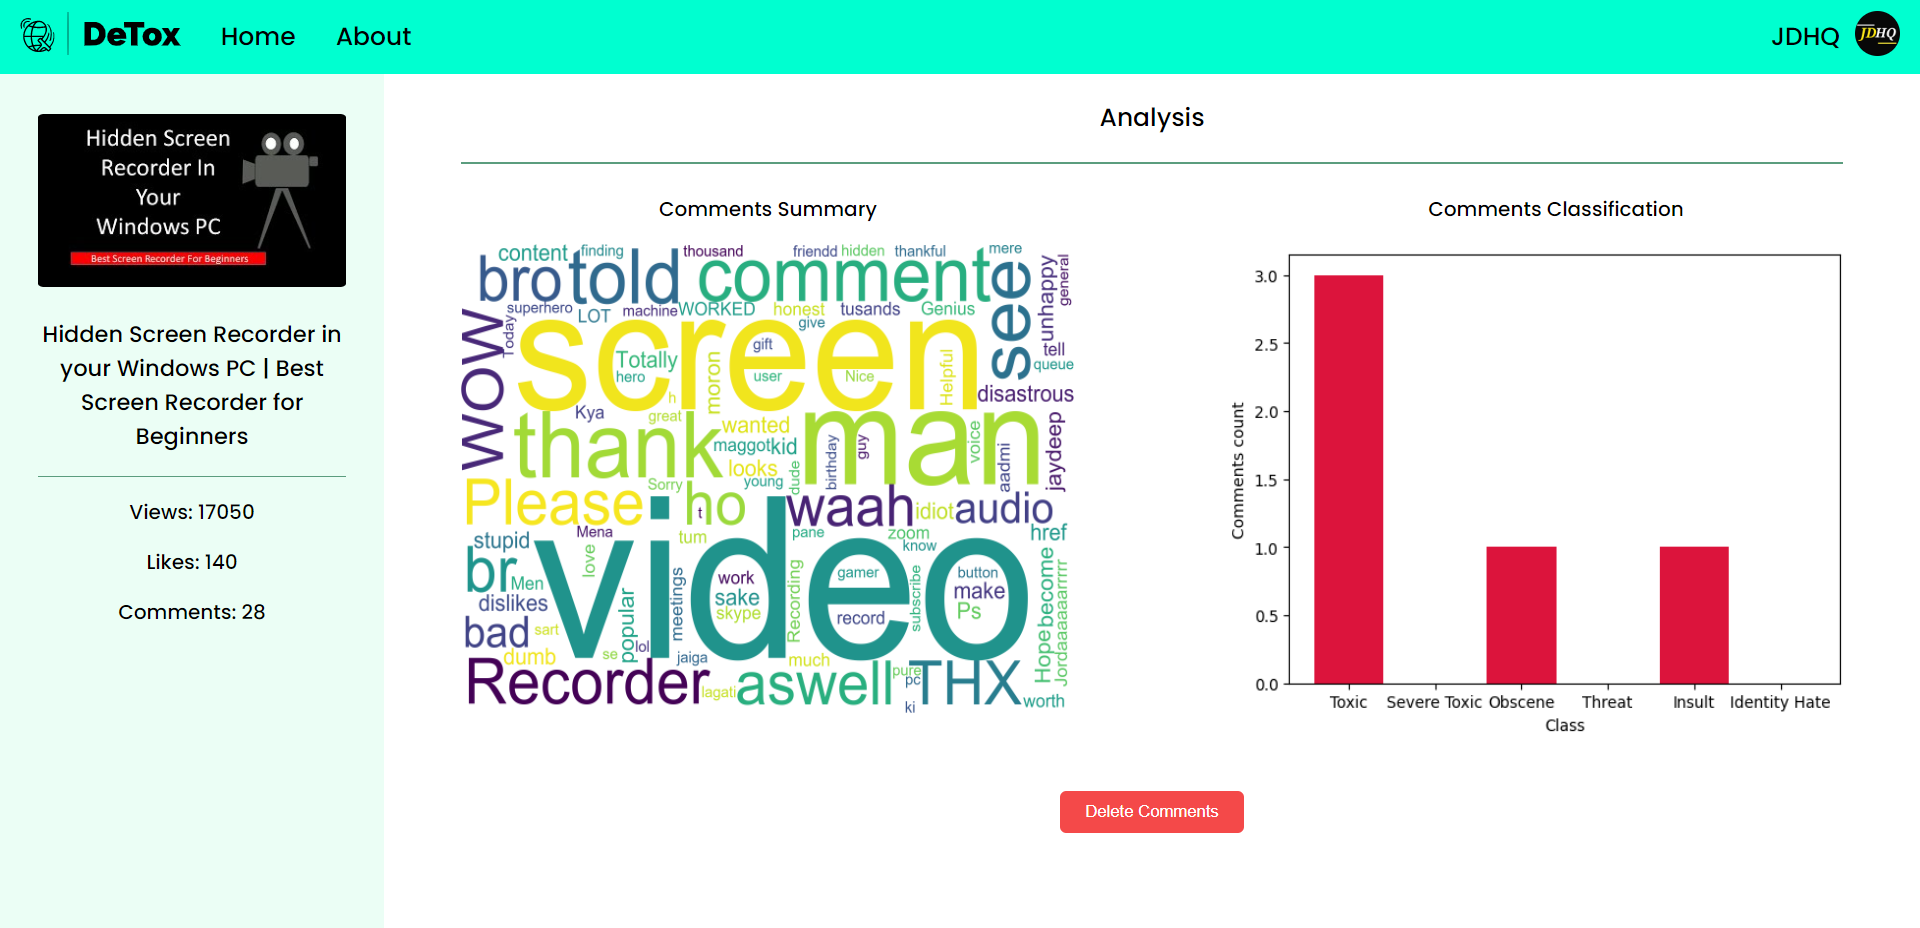 DeTox
Home
About
JDHQ
JDHQ
Hidden Screen
Recorder In
Your
Windows PC
Best Screen Recorder For Beginners
Hidden Screen Recorder in
your Windows PC | Best
Screen Recorder for
Beginners
Views: 17050
Likes: 140
Comments: 28
Analysis
Comments Summary
content
finding
thousand
friendd
hidden
thankful
mere
bro
told
comment
see
unhappy
general
superhero
LOT
machine
WORKED
honest
tusands
Genius
give
wow
Today
screen
gift
Totally
hero
moron
user
Nice
Helpful
tell
queue
disastrous
h
Kya
great
thank
wanted
man
maggot
kid
looks
dude
birthday
guy
voice
aadmi
jaydeep
Sorry
young
Please
ho
t
waah
idiot
audio
stupid
Mena
tum
pane
zoom
know
href
br
Men
love
video
work
sake
skype
gamer
button
make
Ps
record
Recording
subscribe
meetings
popular
dislikes
become
Hope
Jordaaaaaarrrr
bad
sart
lol
dumb
se
jaiga
much
Recorder
lagati
aswell
pure
pc
ki
THX
worth
Comments Classification
3.0
2.5
2.0
1.5
1.0
0.5
0.0
Comments count
Toxic
Severe Toxic
Obscene
Threat
Insult
Identity Hate
Class
Delete Comments